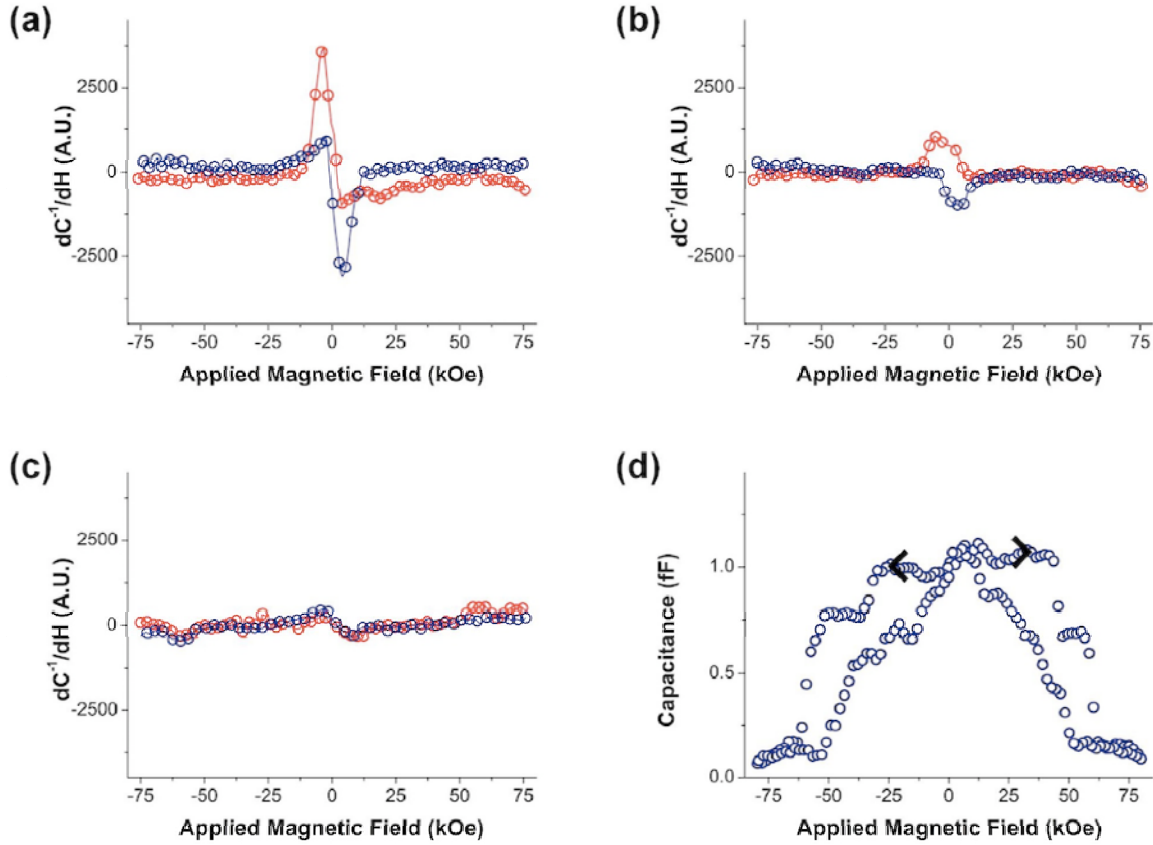 (a)
2500
0
-2500
dC⁻¹/dH (A.U.)
-75 -50 -25 0 25 50 75
Applied Magnetic Field (kOe)
(b)
2500
0
-2500
dC⁻¹/dH (A.U.)
-75 -50 -25 0 25 50 75
Applied Magnetic Field (kOe)
(c)
2500
0
-2500
dC⁻¹/dH (A.U.)
-75 -50 -25 0 25 50 75
Applied Magnetic Field (kOe)
(d)
1.0
0.5
0.0
Capacitance (fF)
-75 -50 -25 0 25 50 75
Applied Magnetic Field (kOe)